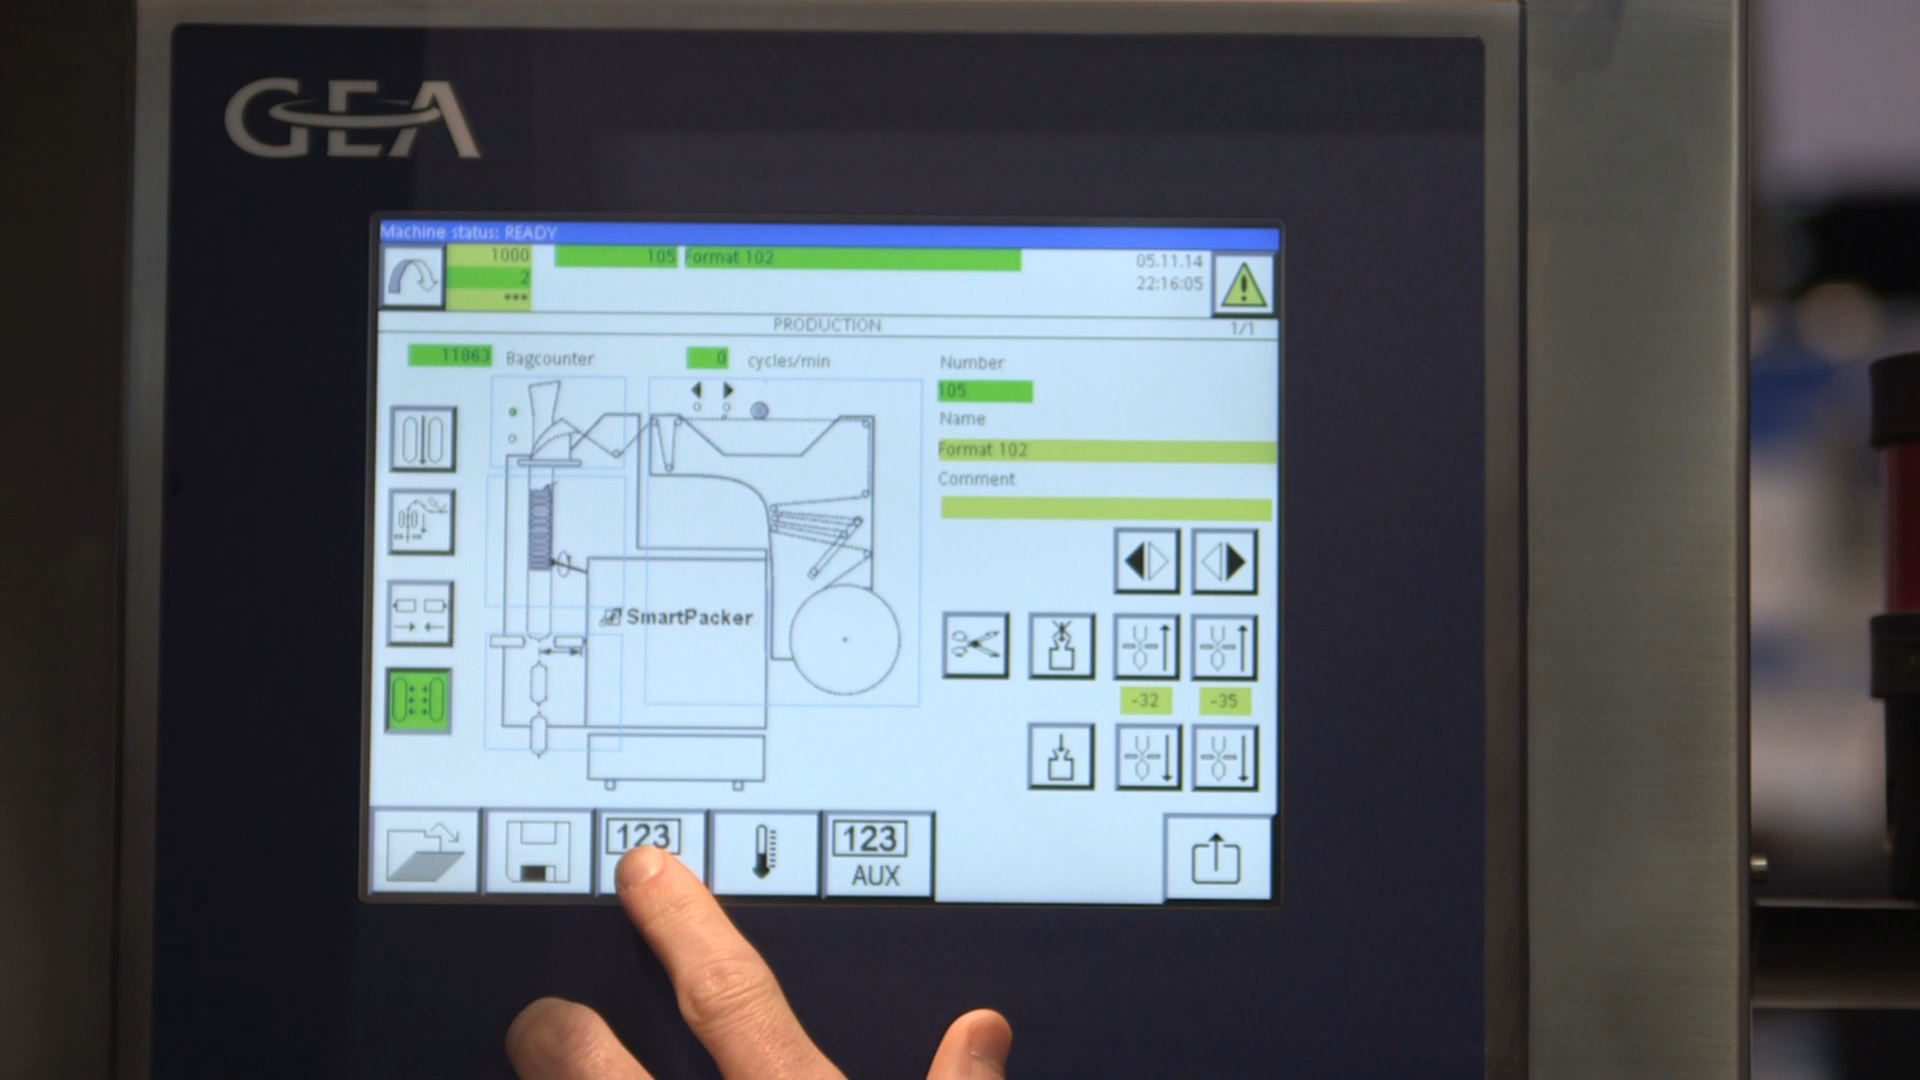 GEA
Machine status: READY
1000
105 Format 102
05.11.14
2
22:16:05
***
PRODUCTION
1/1
11863 Bagcounter
0 cycles/min
Number
105
Name
Format 102
Comment
SmartPacker
-32 -35
123
123
AUX